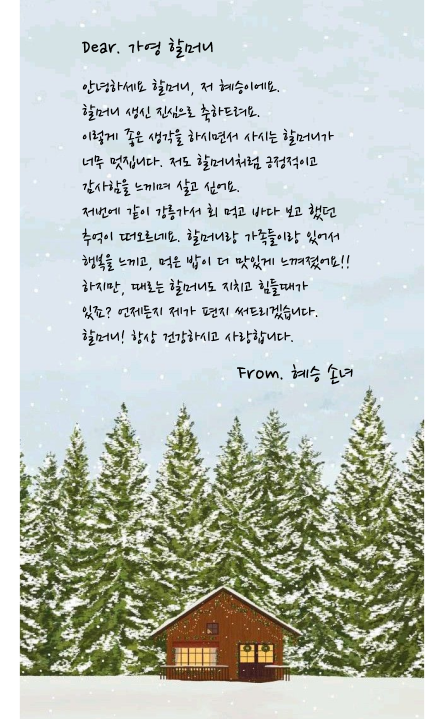 Dear. 가영 할머니
안녕하세요 할머니, 저 혜승이에요.
할머니 생신 진심으로 축하드려요.
이렇게 좋은 생각을 하시면서 사시는 할머니가
너무 멋집니다. 저도 할머니처럼 긍정적이고
감사함을 느끼며 살고 싶어요.
저번에 같이 강릉가서 회 먹고 바다 보고 했던
추억이 떠오르네요. 할머니랑 가족들이랑 있어서
행복을 느끼고, 먹은 밥이 더 맛있게 느껴졌어요!!
하지만, 때로는 할머니도 지치고 힘들때가
있죠? 언제든지 제가 편지 써드리겠습니다.
할머니! 항상 건강하시고 사랑합니다.
From. 혜승 손녀